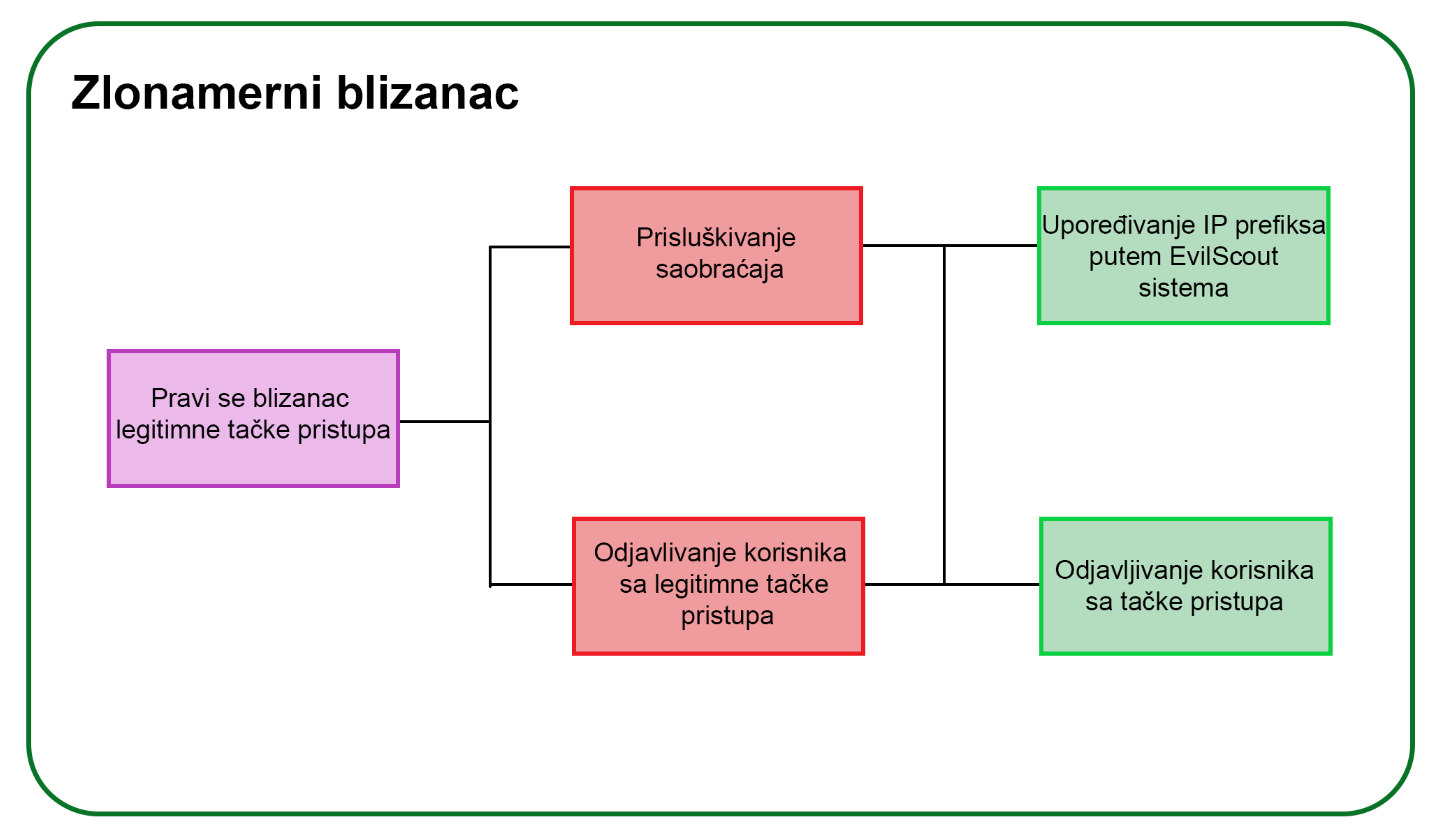 Zlonamerni blizanac
Prisluškivanje
saobraćaja
Upoređivanje IP prefiksa
putem EvilScout
sistema
Pravi se blizanac
legitimne tačke pristupa
Odjavlivanje korisnika
sa legitimne tačke
pristupa
Odjavljivanje korisnika
sa tačke pristupa